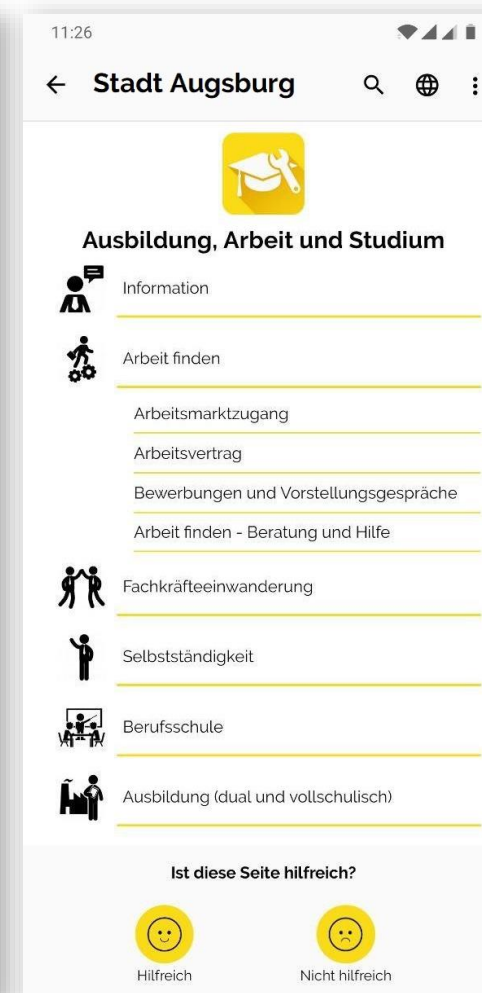 11:26
Stadt Augsburg
Ausbildung, Arbeit und Studium
Information
Arbeit finden
Arbeitsmarktzugang
Arbeitsvertrag
Bewerbungen und Vorstellungsgespräche
Arbeit finden - Beratung und Hilfe
Fachkräfteeinwanderung
Selbstständigkeit
Berufsschule
Ausbildung (dual und vollschulisch)
Ist diese Seite hilfreich?
Hilfreich
Nicht hilfreich